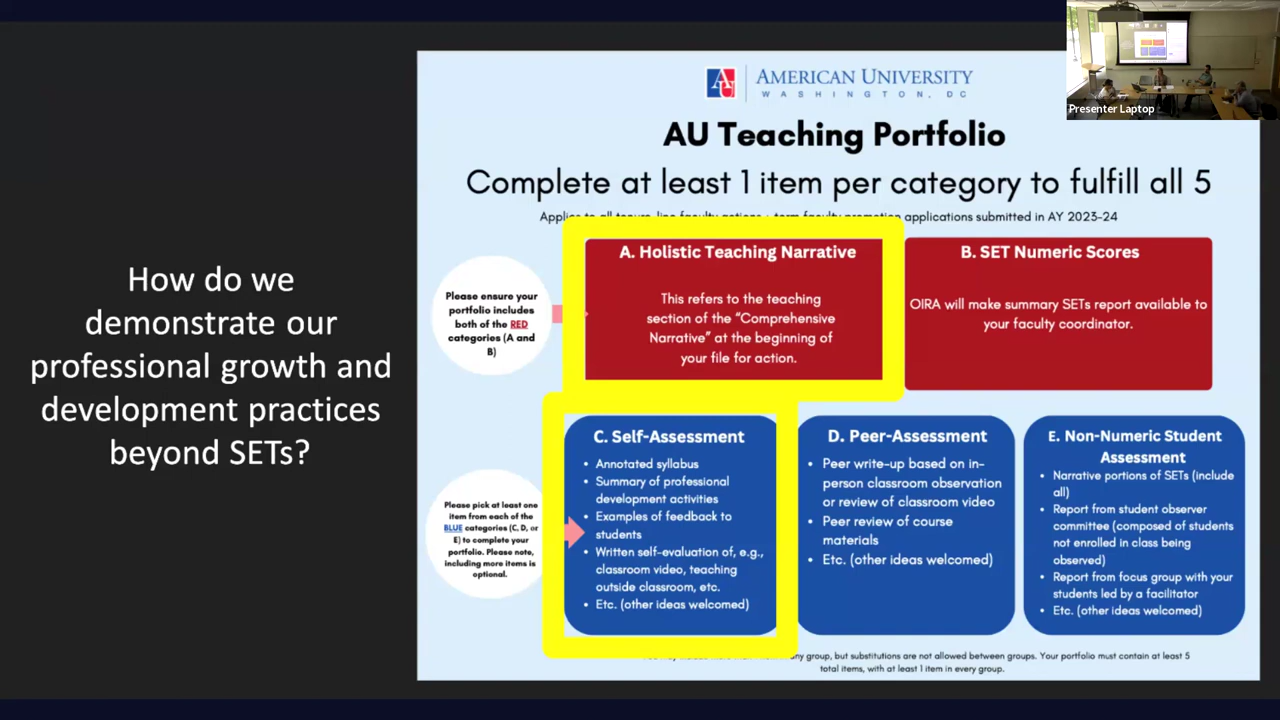 Presenter Laptop
How do we
demonstrate our
professional growth and
development practices
beyond SETs?
AU
AMERICAN UNIVERSITY
WASHINGTON, DC
AU Teaching Portfolio
Complete at least 1 item per category to fulfill all 5
Applies to all tenure-line faculty actions + term faculty promotion applications submitted in AY 2023-24
Please ensure your
portfolio includes
both of the RED
categories (A and
B)
A. Holistic Teaching Narrative
This refers to the teaching
section of the “Comprehensive
Narrative” at the beginning of
your file for action.
B. SET Numeric Scores
OIRA will make summary SETs report available to
your faculty coordinator.
Please pick at least one
item from each of the
BLUE categories (C, D, or
E) to complete your
portfolio. Please note,
including more items is
optional.
C. Self-Assessment
• Annotated syllabus
• Summary of professional
development activities
• Examples of feedback to
students
• Written self-evaluation of, e.g.,
classroom video, teaching
outside classroom, etc.
• Etc. (other ideas welcomed)
D. Peer-Assessment
• Peer write-up based on in-
person classroom observation
or review of classroom video
• Peer review of course
materials
• Etc. (other ideas welcomed)
E. Non-Numeric Student
Assessment
• Narrative portions of SETs (include
all)
• Report from student observer
committee (composed of students
not enrolled in class being
observed)
• Report from focus group with your
students led by a facilitator
• Etc. (other ideas welcomed)
any group, but substitutions are not allowed between groups. Your portfolio must contain at least 5
total items, with at least 1 item in every group.